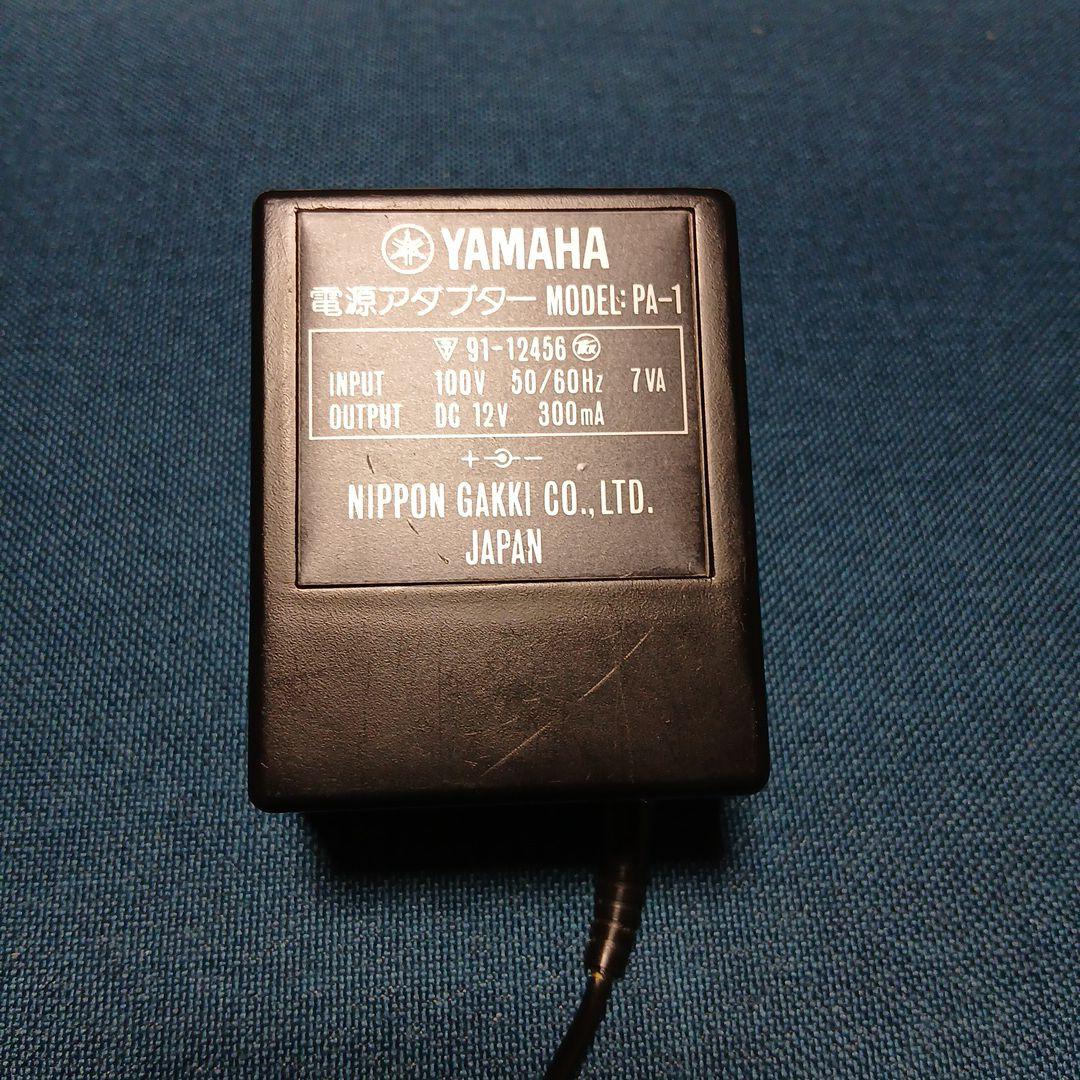 YAMAHA
電源アダプター MODEL: PA-1
91-12456
INPUT 100V 50/60Hz 7VA
OUTPUT DC 12V 300mA
+ -
NIPPON GAKKI CO., LTD.
JAPAN